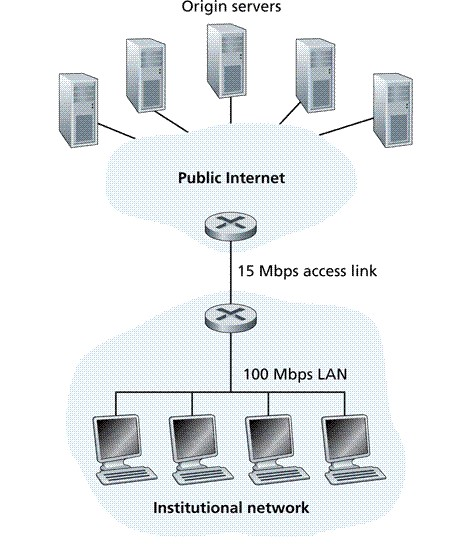 Origin servers
Public Internet
15 Mbps access link
100 Mbps LAN
Institutional network